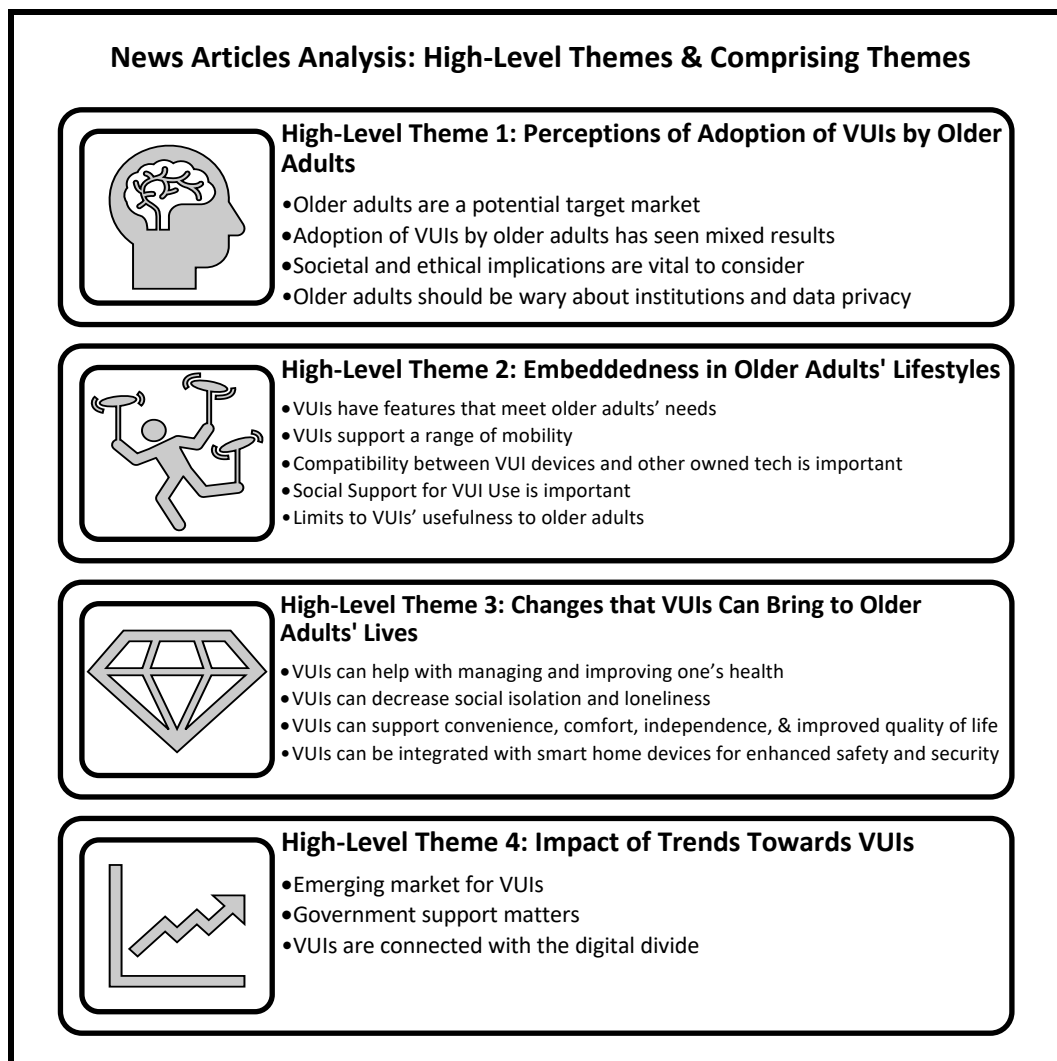 News Articles Analysis: High-Level Themes & Comprising Themes
High-Level Theme 1: Perceptions of Adoption of VUIs by Older
Adults
•Older adults are a potential target market
•Adoption of VUIs by older adults has seen mixed results
•Societal and ethical implications are vital to consider
•Older adults should be wary about institutions and data privacy
High-Level Theme 2: Embeddedness in Older Adults' Lifestyles
•VUIs have features that meet older adults’ needs
•VUIs support a range of mobility
•Compatibility between VUI devices and other owned tech is important
•Social Support for VUI Use is important
•Limits to VUIs’ usefulness to older adults
High-Level Theme 3: Changes that VUIs Can Bring to Older
Adults' Lives
•VUIs can help with managing and improving one’s health
•VUIs can decrease social isolation and loneliness
•VUIs can support convenience, comfort, independence, & improved quality of life
•VUIs can be integrated with smart home devices for enhanced safety and security
High-Level Theme 4: Impact of Trends Towards VUIs
•Emerging market for VUIs
•Government support matters
•VUIs are connected with the digital divide